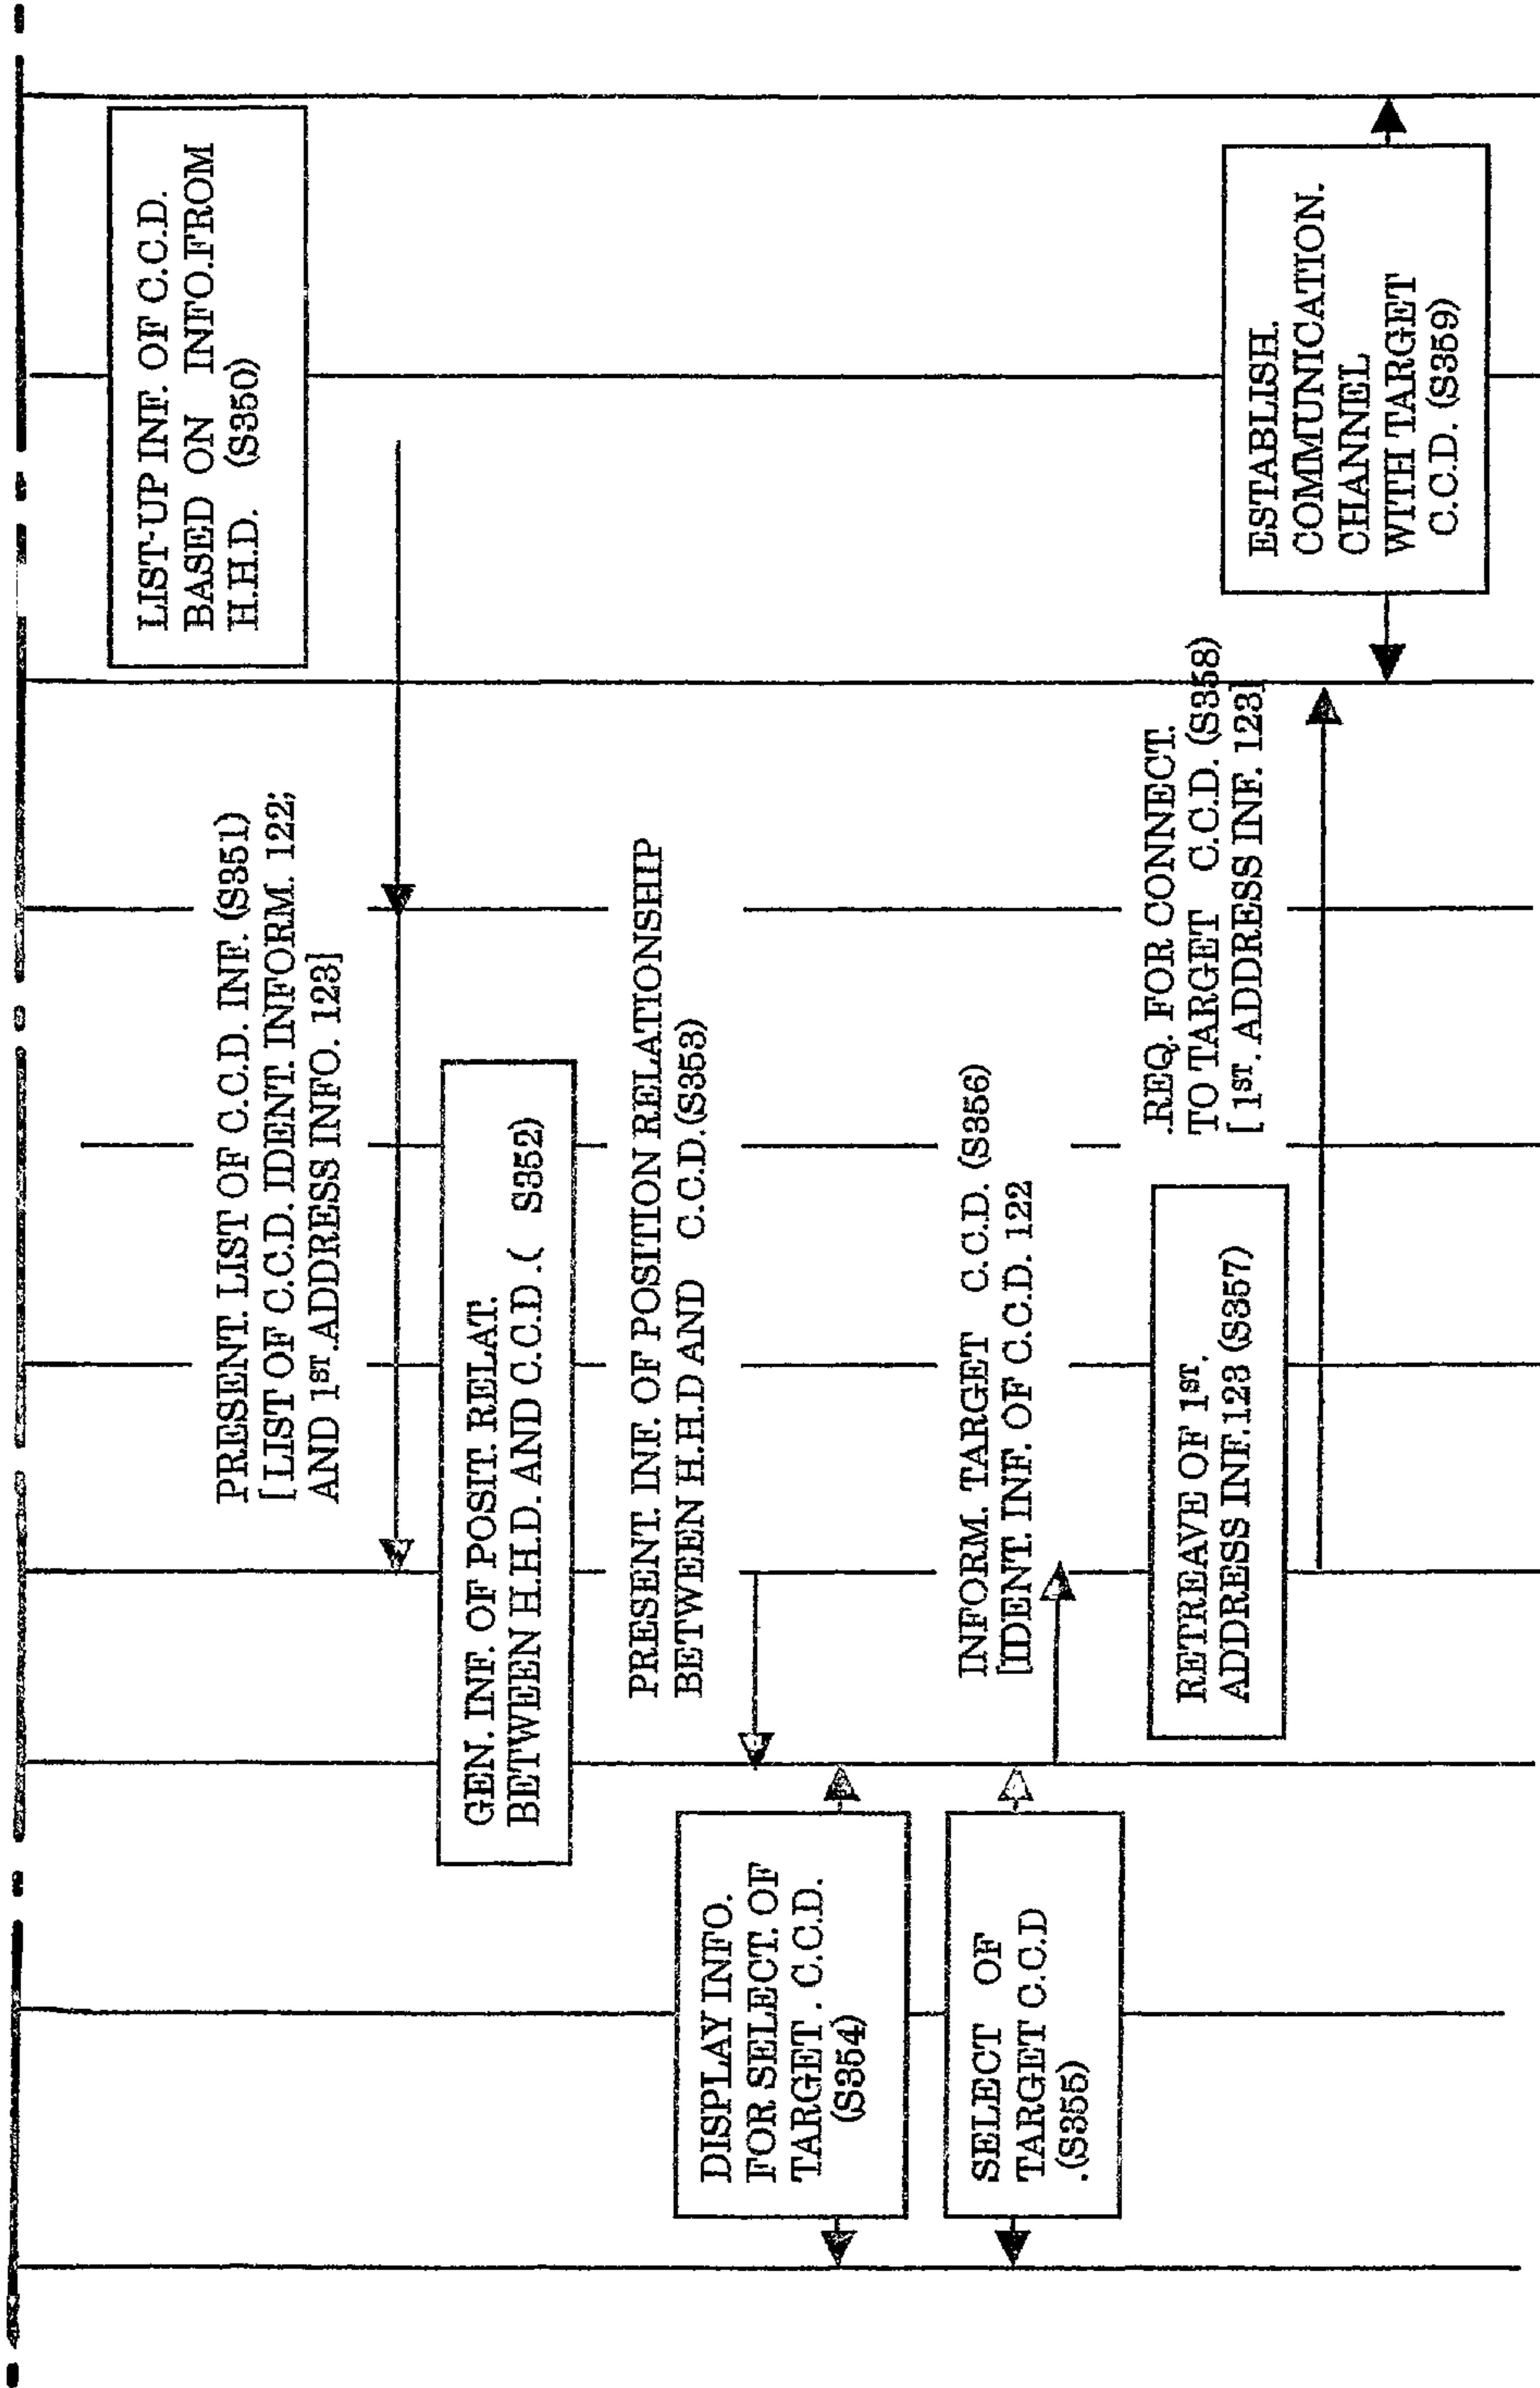 LIST-UP INF. OF C.C.D.
BASED ON INFO.FROM
H.H.D. (S350)
PRESENT. LIST OF C.C.D. INF. (S351)
[LIST OF C.C.D. IDENT. INFORM. 122;
AND 1ST. ADDRESS INFO. 123]
GEN. INF. OF POSIT. RELAT.
BETWEEN H.H.D. AND C.C.D .( S352)
PRESENT. INF. OF POSITION RELATIONSHIP
BETWEEN H.H.D AND C.C.D.(S353)
DISPLAY INFO.
FOR SELECT. OF
TARGET . C.C.D.
(S354)
SELECT OF
TARGET C.C.D
.(S355)
INFORM. TARGET C.C.D. (S356)
[IDENT. INF. OF C.C.D. 122
RETREAVE OF 1ST.
ADDRESS INF.123 (S357)
.REQ. FOR CONNECT.
TO TARGET C.C.D. (S358)
[ 1ST. ADDRESS INF. 123]
ESTABLISH.
COMMUNICATION.
CHANNEL
WITH TARGET
C.C.D. (S359)